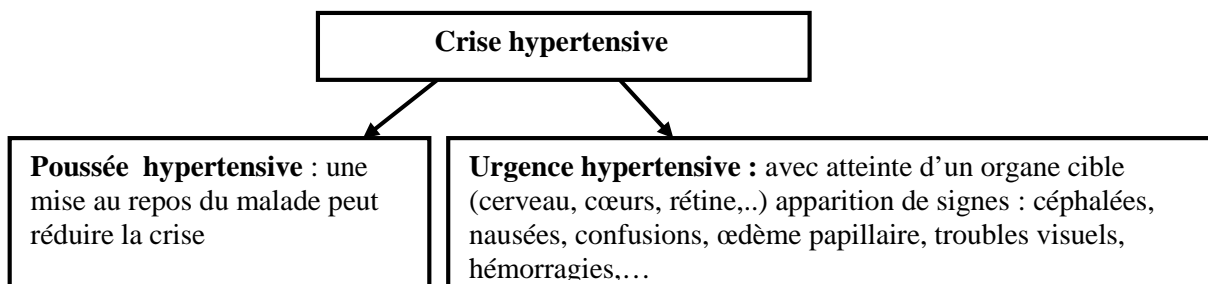 Crise hypertensive
Poussée hypertensive : une
mise au repos du malade peut
réduire la crise
Urgence hypertensive : avec atteinte d’un organe cible
(cerveau, cœurs, rétine,..) apparition de signes : céphalées,
nausées, confusions, œdème papillaire, troubles visuels,
hémorragies,…